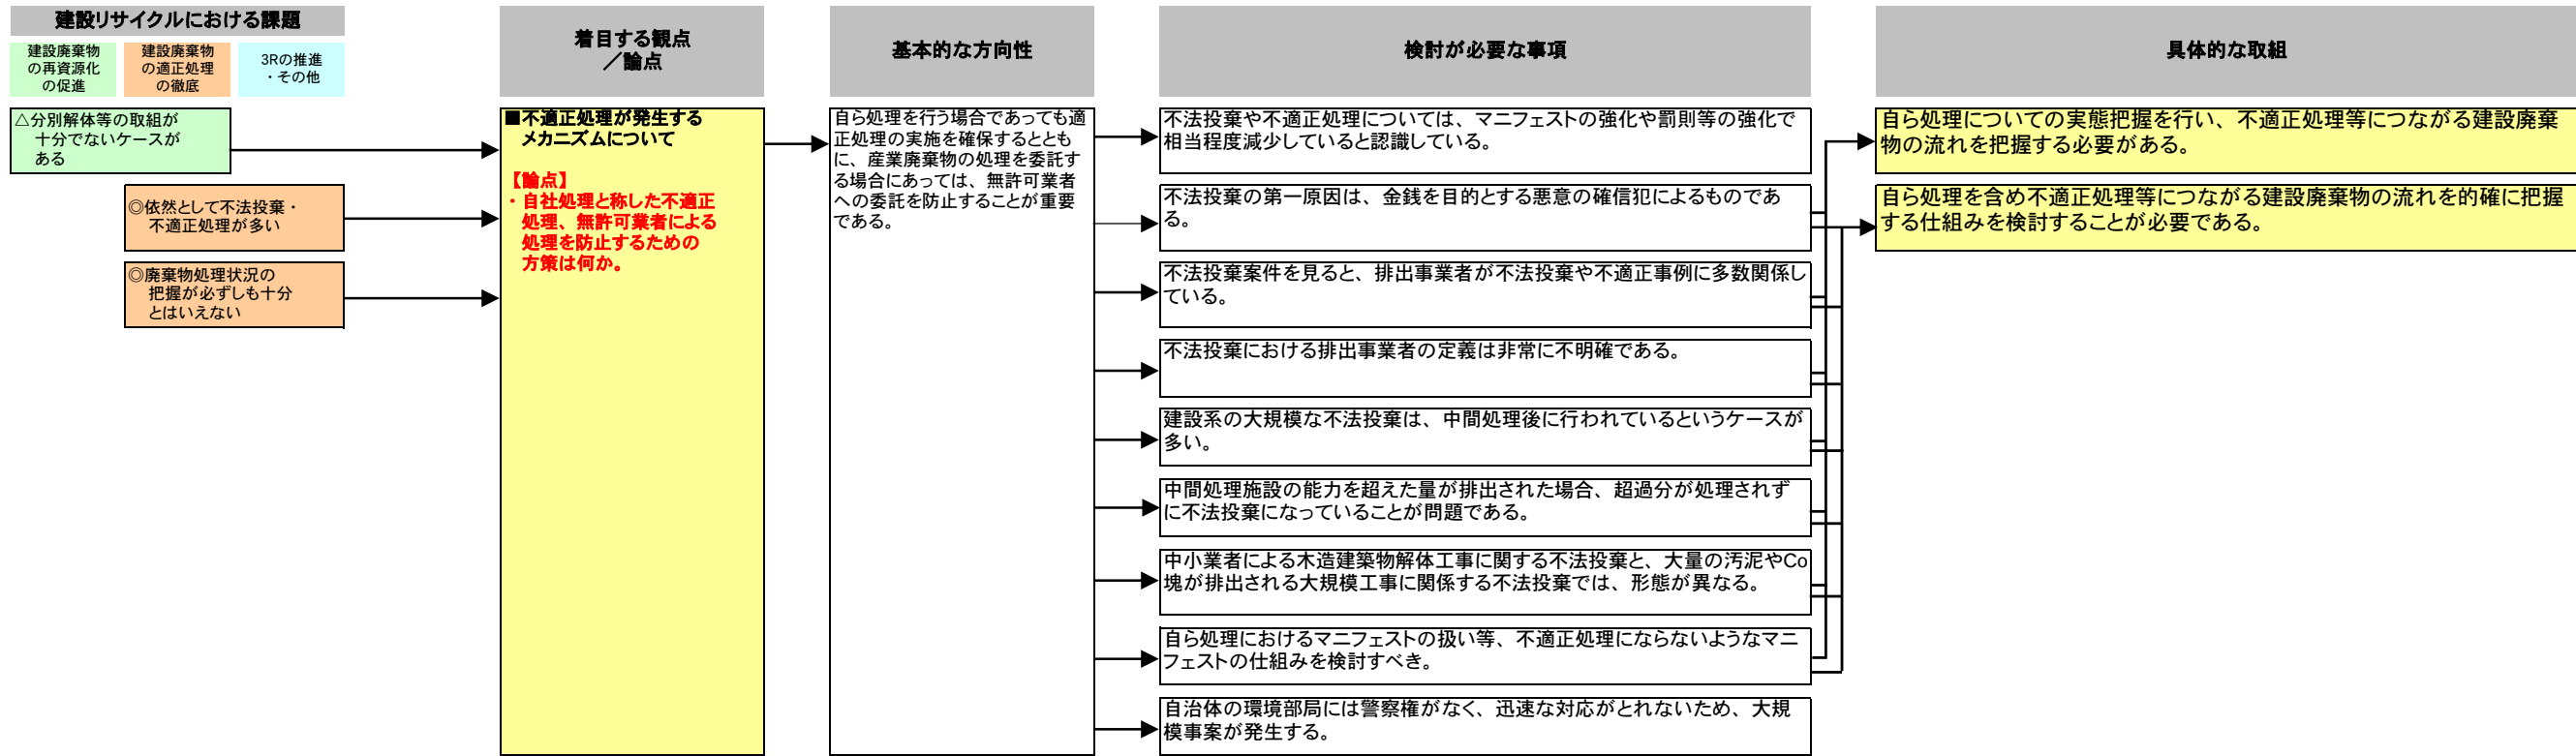 建設リサイクルにおける課題
建設廃棄物
の再資源化
の促進
建設廃棄物
の適正処理
の徹底
3Rの推進
・その他
△分別解体等の取組が
十分でないケースが
ある
◎依然として不法投棄・
不適正処理が多い
◎廃棄物処理状況の
把握が必ずしも十分
とはいえない
着目する観点
／論点
■不適正処理が発生する
メカニズムについて
【論点】
・自社処理と称した不適正
処理、無許可業者による
処理を防止するための
方策は何か。
基本的な方向性
自ら処理を行う場合であっても適
正処理の実施を確保するととも
に、産業廃棄物の処理を委託す
る場合にあっては、無許可業者
への委託を防止することが重要
である。
検討が必要な事項
不法投棄や不適正処理については、マニフェストの強化や罰則等の強化で
相当程度減少していると認識している。
不法投棄の第一原因は、金銭を目的とする悪意の確信犯によるものであ
る。
不法投棄案件を見ると、排出事業者が不法投棄や不適正事例に多数関係し
ている。
不法投棄における排出事業者の定義は非常に不明確である。
建設系の大規模な不法投棄は、中間処理後に行われているというケースが
多い。
中間処理施設の能力を超えた量が排出された場合、超過分が処理されず
に不法投棄になっていることが問題である。
中小業者による木造建築物解体工事に関する不法投棄と、大量の汚泥やCo
塊が排出される大規模工事に関係する不法投棄では、形態が異なる。
自ら処理におけるマニフェストの扱い等、不適正処理にならないようなマニ
フェストの仕組みを検討すべき。
自治体の環境部局には警察権がなく、迅速な対応がとれないため、大規
模事案が発生する。
具体的な取組
自ら処理についての実態把握を行い、不適正処理等につながる建設廃棄
物の流れを把握する必要がある。
自ら処理を含め不適正処理等につながる建設廃棄物の流れを的確に把握
する仕組みを検討することが必要である。